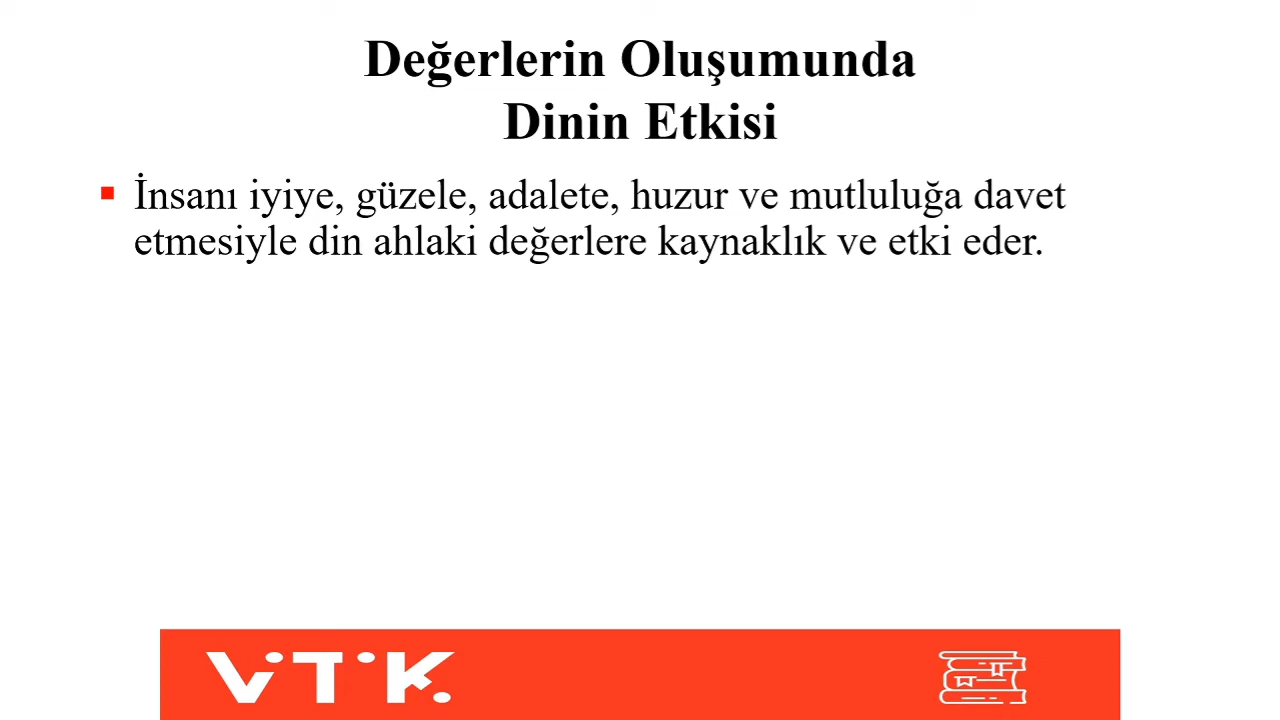 Değerlerin Oluşumunda
Dinin Etkisi
İnsanı iyiye, güzele, adalete, huzur ve mutluluğa davet
etmesiyle din ahlaki değerlere kaynaklık ve etki eder.
ViTiK